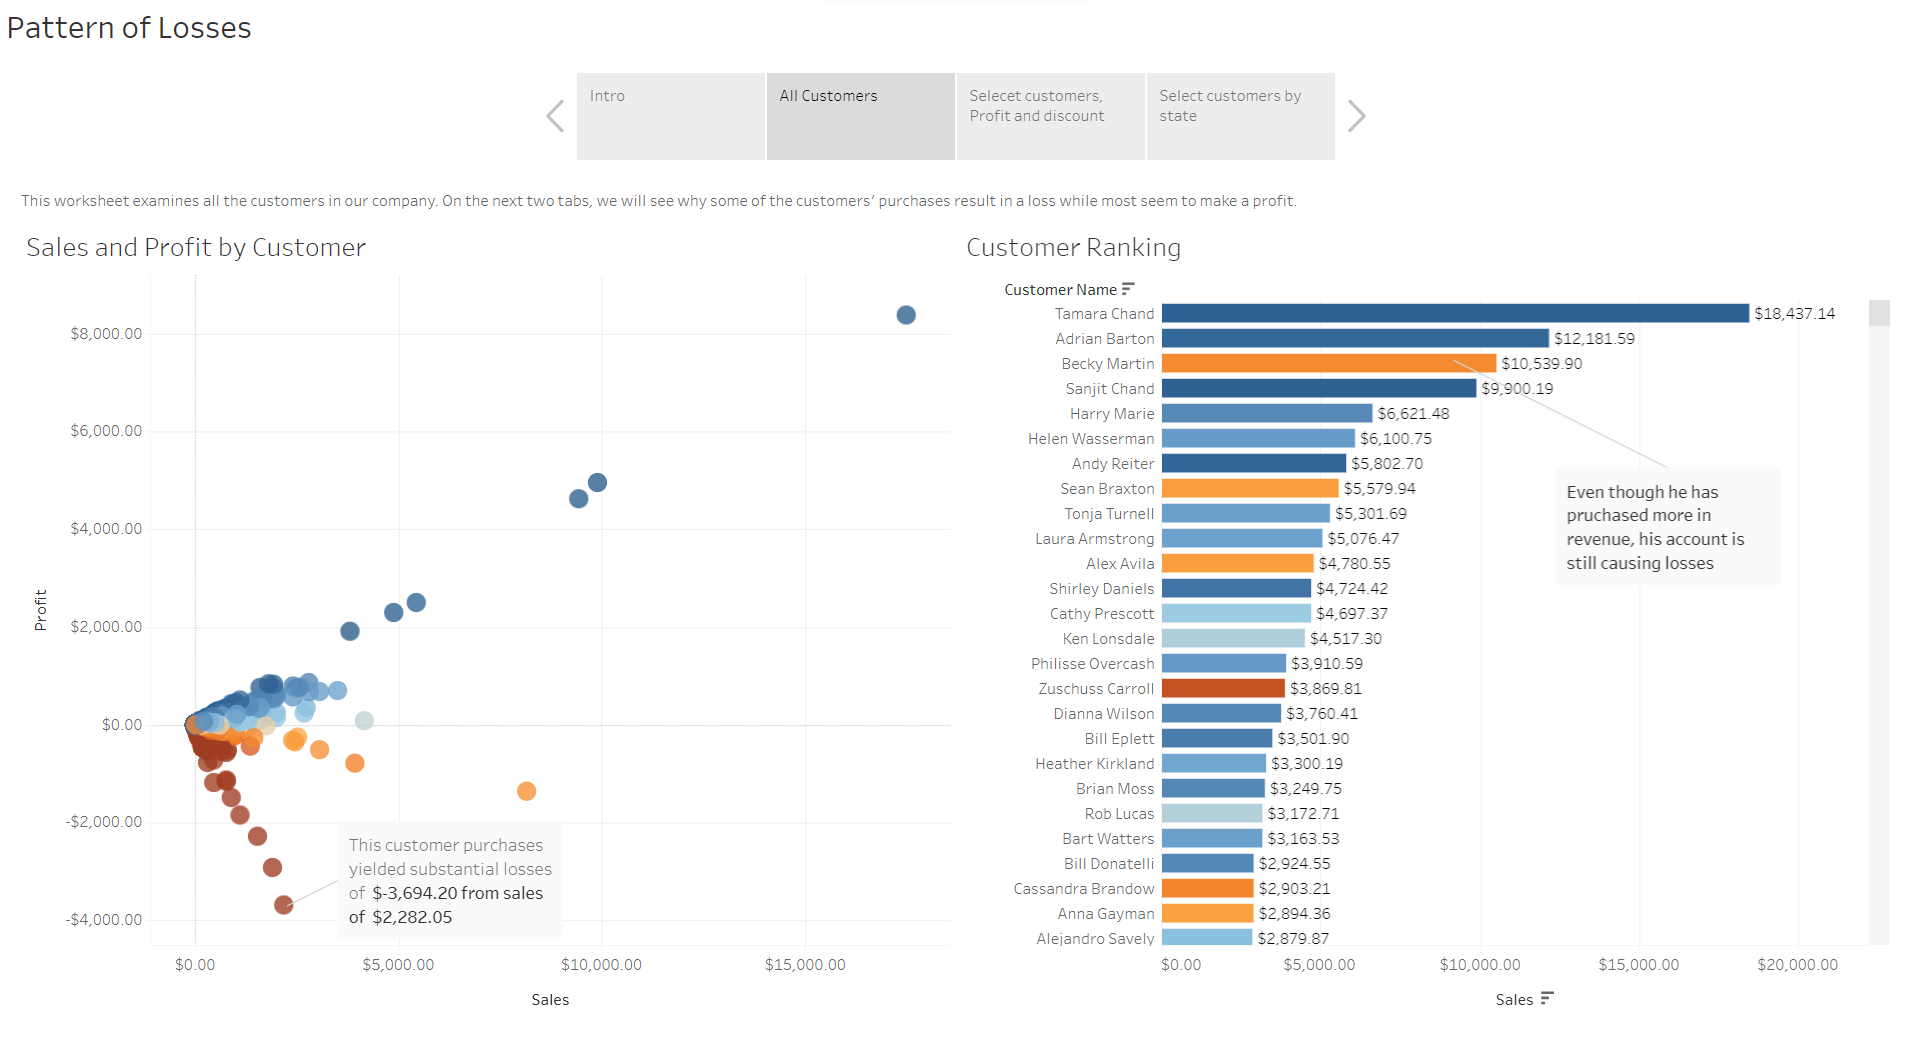 Pattern of Losses
Intro
All Customers
Selecet customers,
Profit and discount
Select customers by
state
This worksheet examines all the customers in our company. On the next two tabs, we will see why some of the customers' purchases result in a loss while most seem to make a profit.
Sales and Profit by Customer
$8,000.00
$6,000.00
$4,000.00
$2,000.00
$0.00
-$2,000.00
-$4,000.00
Profit
This customer purchases
yielded substantial losses
of $-3,694.20 from sales
of $2,282.05
$0.00
$5,000.00
$10,000.00
$15,000.00
Sales
Customer Ranking
Customer Name
Tamara Chand $18,437.14
Adrian Barton $12,181.59
Becky Martin $10,539.90
Sanjit Chand $9,900.19
Harry Marie $6,621.48
Helen Wasserman $6,100.75
Andy Reiter $5,802.70
Sean Braxton $5,579.94
Tonja Turnell $5,301.69
Laura Armstrong $5,076.47
Alex Avila $4,780.55
Shirley Daniels $4,724.42
Cathy Prescott $4,697.37
Ken Lonsdale $4,517.30
Philisse Overcash $3,910.59
Zuschuss Carroll $3,869.81
Dianna Wilson $3,760.41
Bill Eplett $3,501.90
Heather Kirkland $3,300.19
Brian Moss $3,249.75
Rob Lucas $3,172.71
Bart Watters $3,163.53
Bill Donatelli $2,924.55
Cassandra Brandow $2,903.21
Anna Gayman $2,894.36
Alejandro Savely $2,879.87
Even though he has
pruchased more in
revenue, his account is
still causing losses
$0.00
$5,000.00
$10,000.00
$15,000.00
$20,000.00
Sales